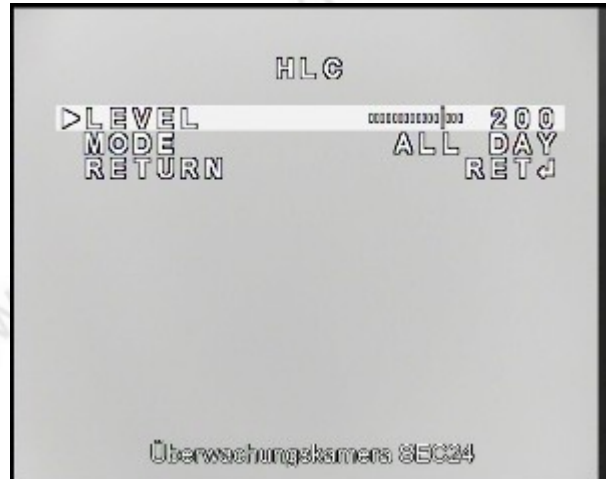 HLC
▷LEVEL 200
MODE ALL DAY
RETURN RET↲
Überwachungskamera SEC24